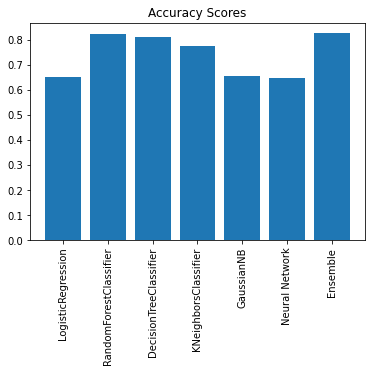 Accuracy Scores
0.8
0.7
0.6
0.5
0.4
0.3
0.2
0.1
0.0
LogisticRegression
RandomForestClassifier
DecisionTreeClassifier
KNeighborsClassifier
GaussianNB
Neural Network
Ensemble